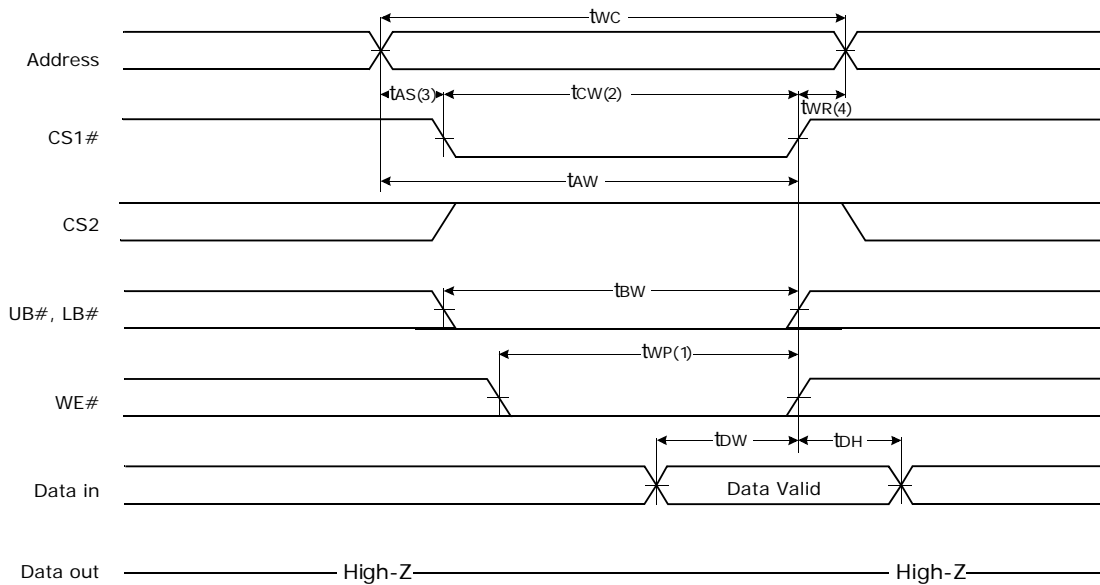 tWC
Address
tAS(3)
tCW(2)
tWR(4)
CS1#
tAW
CS2
tBW
UB#, LB#
tWP(1)
WE#
tDW
tDH
Data in
Data Valid
Data out
High-Z
High-Z